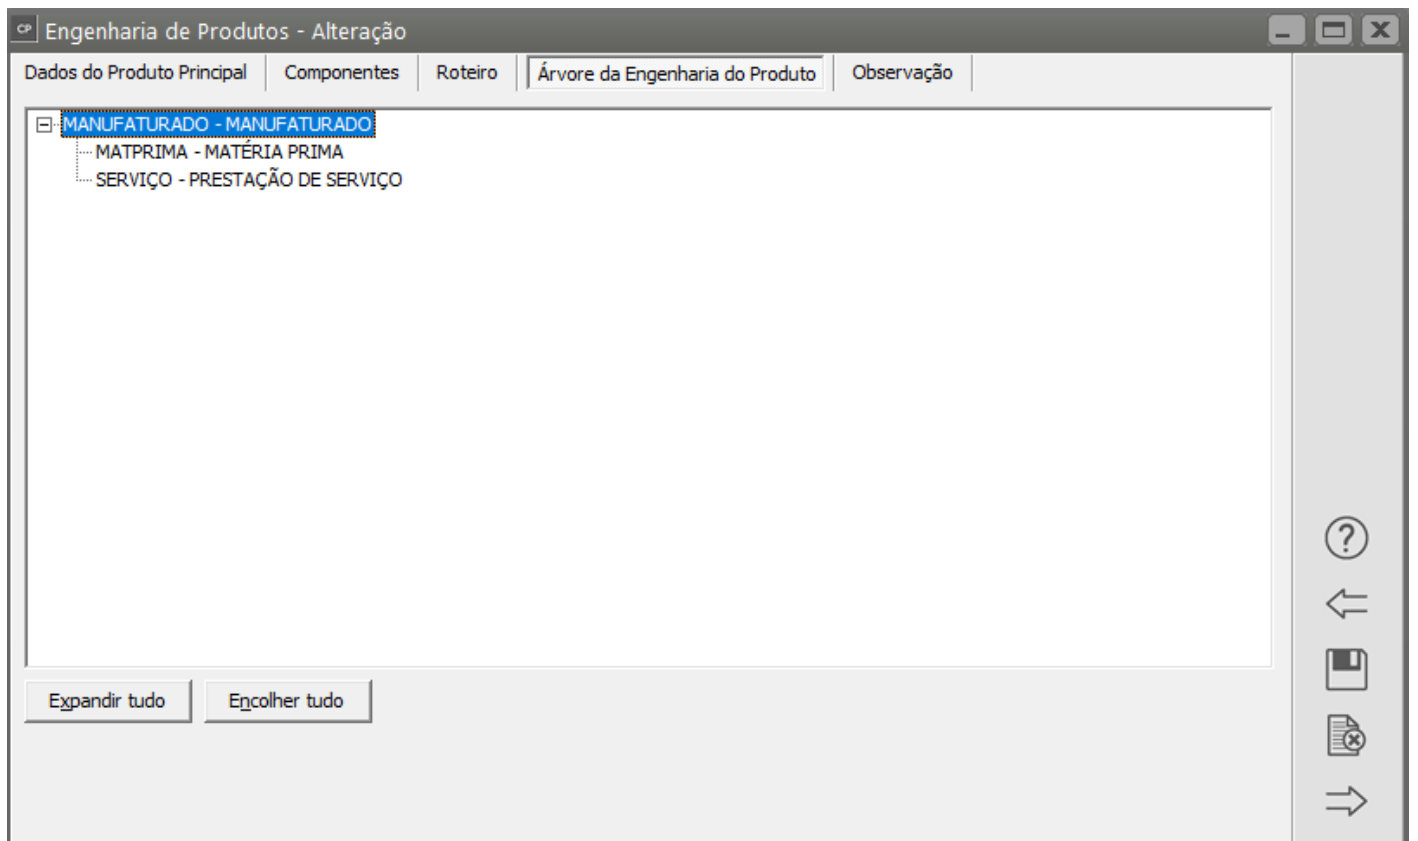 CP Engenharia de Produtos - Alteração
Dados do Produto Principal Componentes Roteiro Árvore da Engenharia do Produto Observação
MANUFATURADO - MANUFATURADO
MATPRIMA - MATÉRIA PRIMA
SERVIÇO - PRESTAÇÃO DE SERVIÇO
Expandir tudo Encolher tudo